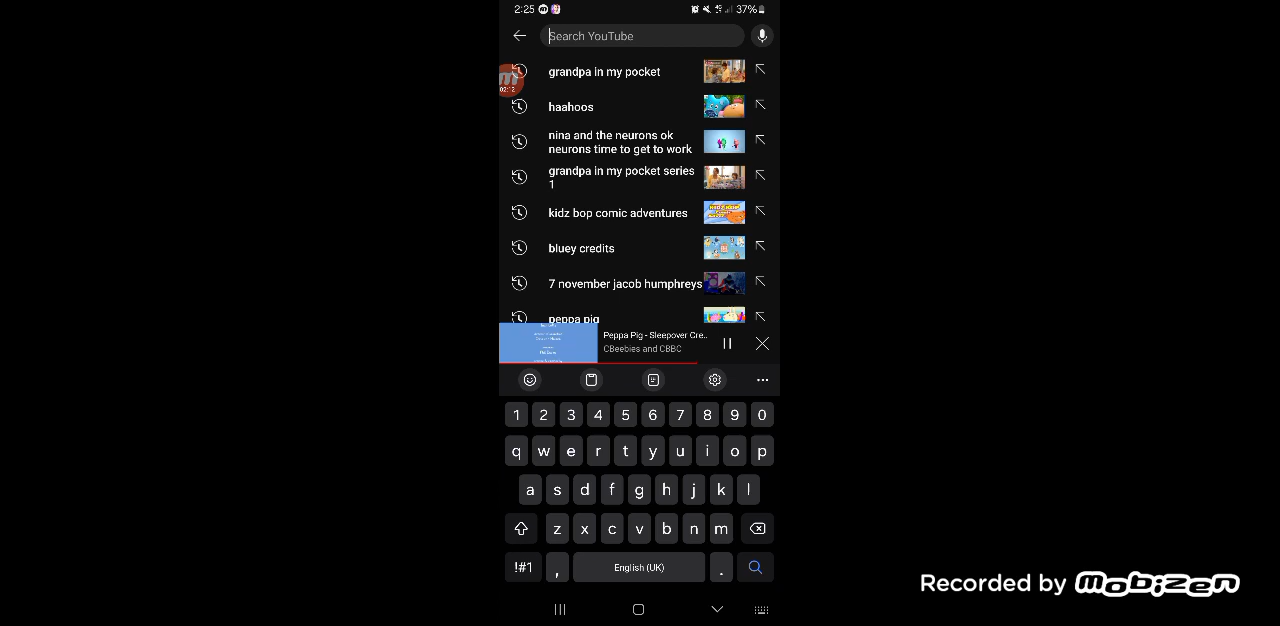 2:25
37%
Search YouTube
02:12
grandpa in my pocket
haahoos
nina and the neurons ok
neurons time to get to work
grandpa in my pocket series
1
kidz bop comic adventures
bluey credits
7 november jacob humphreys
peppa pig
Peppa Pig - Sleepover Cre..
CBeebies and CBBC
1 2 3 4 5 6 7 8 9 0
q w e r t y u i o p
a s d f g h j k l
z x c v b n m
!#1 , English (UK) .
Recorded by mobizen